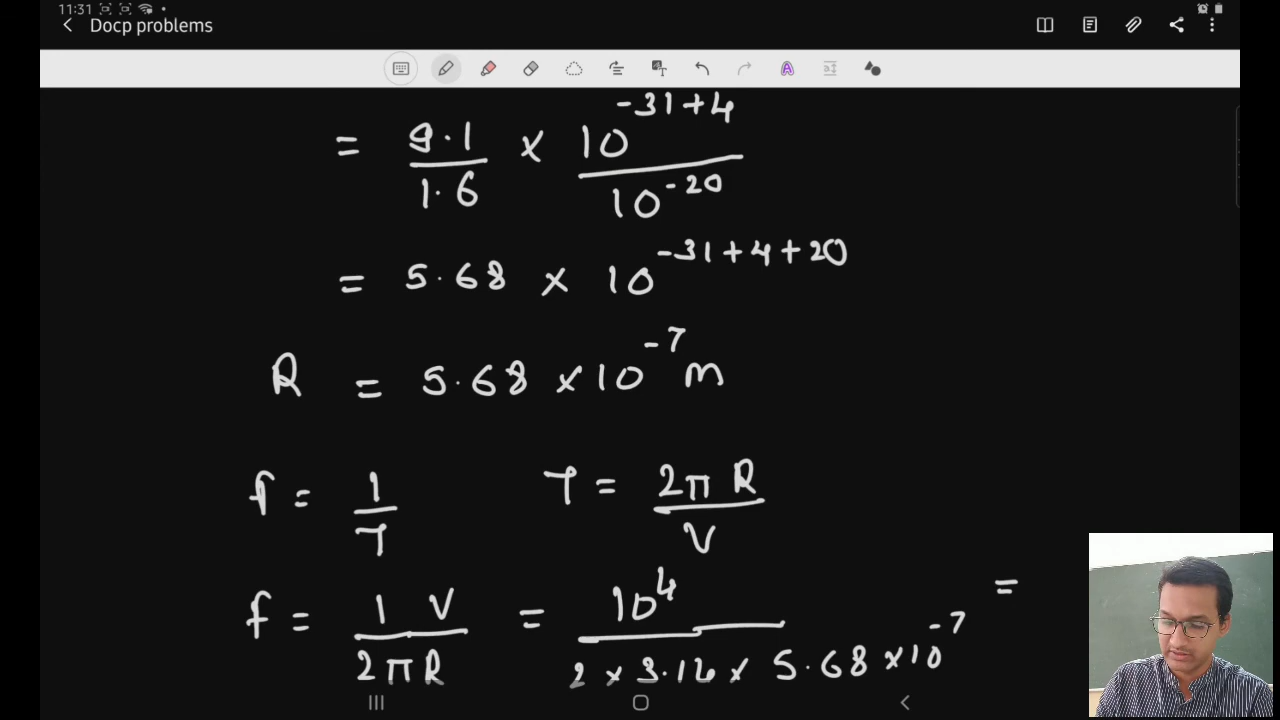 11:31
Docp problems
= 9.1/1.6 × 10^-31+4/10^-20
= 5.68 × 10^-31+4+20
R = 5.68 × 10^-7 m
f = 1/T T = 2π R/V
f = 1 V/2πR = 10^4/2 × 3.14 × 5.68 × 10^-7 =